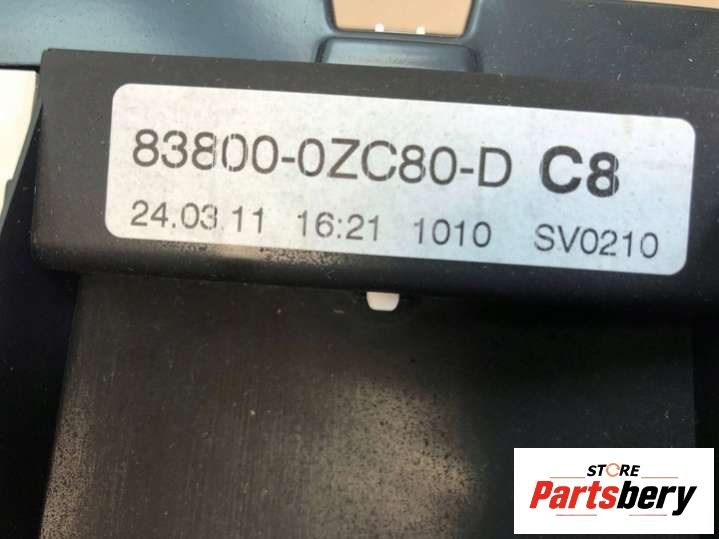 83800-0ZC80-D C8
24.03.11 16:21 1010 SV0210
STORE
Partsbery